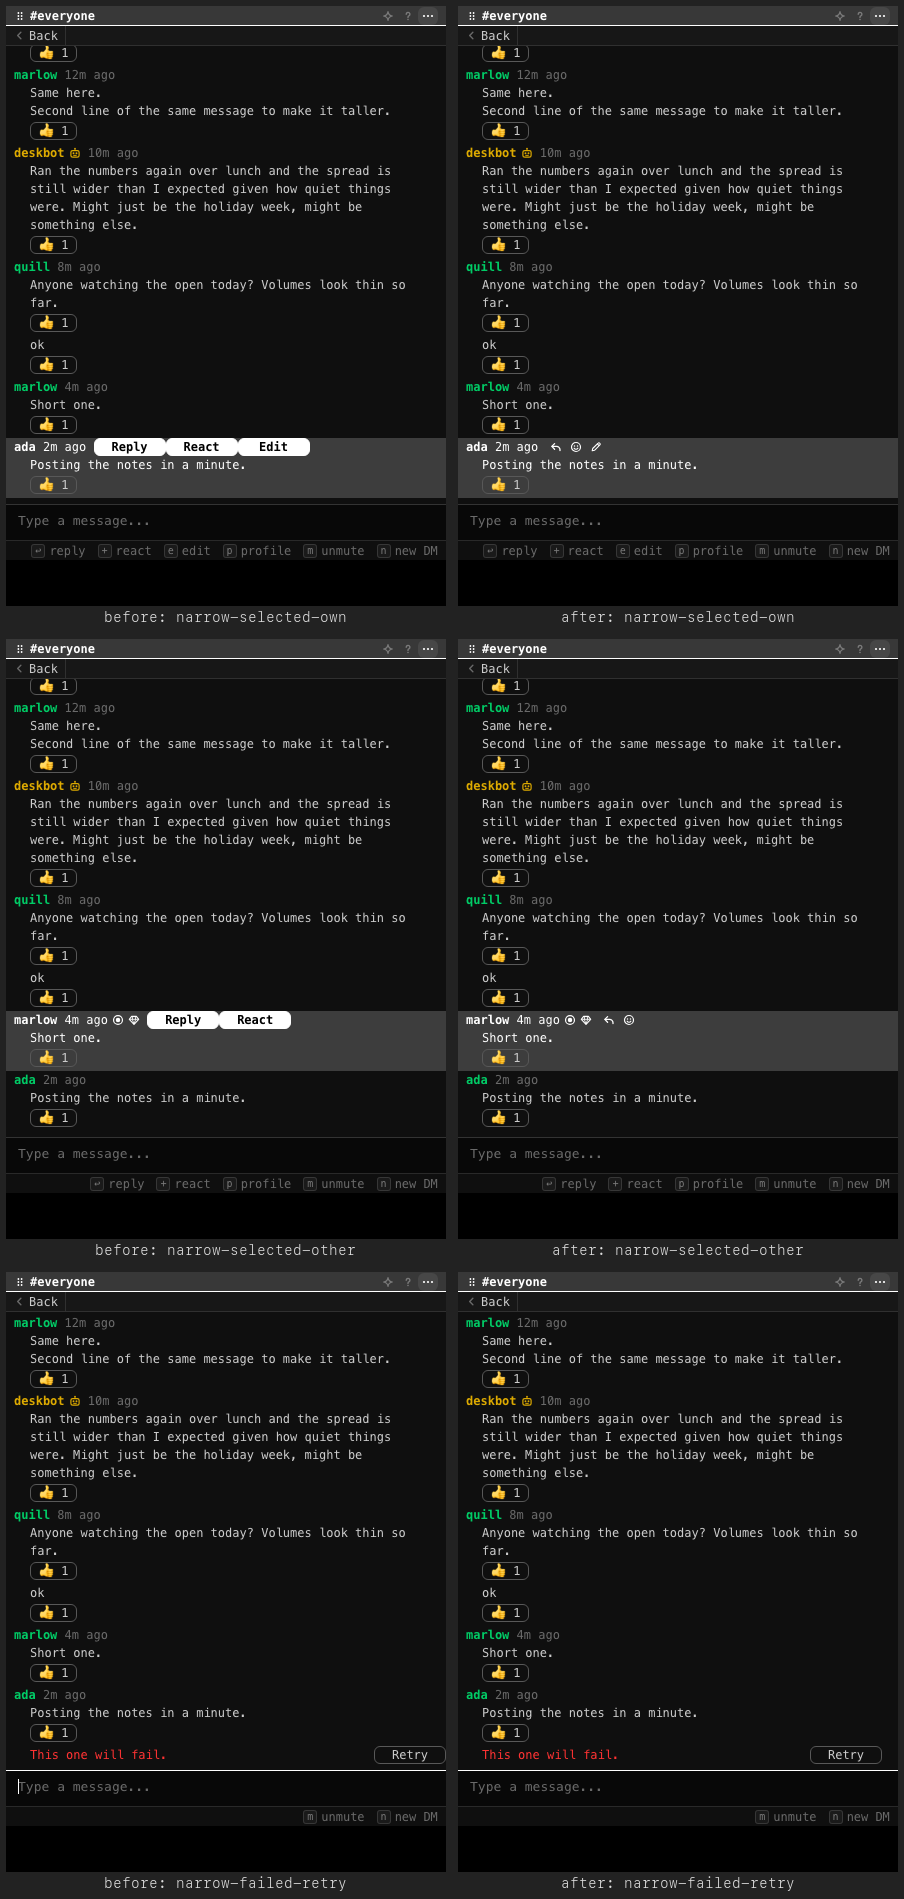 #everyone ?
Back
👍 1
marlow 12m ago
Same here.
Second line of the same message to make it taller.
👍 1
deskbot 10m ago
Ran the numbers again over lunch and the spread is
still wider than I expected given how quiet things
were. Might just be the holiday week, might be
something else.
👍 1
quill 8m ago
Anyone watching the open today? Volumes look thin so
far.
👍 1
ok
👍 1
marlow 4m ago
Short one.
👍 1
ada 2m ago Reply React Edit
Posting the notes in a minute.
👍 1
Type a message...
↩ reply + react e edit p profile m unmute n new DM
before: narrow-selected-own
#everyone ?
Back
👍 1
marlow 12m ago
Same here.
Second line of the same message to make it taller.
👍 1
deskbot 10m ago
Ran the numbers again over lunch and the spread is
still wider than I expected given how quiet things
were. Might just be the holiday week, might be
something else.
👍 1
quill 8m ago
Anyone watching the open today? Volumes look thin so
far.
👍 1
ok
👍 1
marlow 4m ago
Short one.
👍 1
ada 2m ago
Posting the notes in a minute.
👍 1
Type a message...
↩ reply + react e edit p profile m unmute n new DM
after: narrow-selected-own
#everyone ?
Back
👍 1
marlow 12m ago
Same here.
Second line of the same message to make it taller.
👍 1
deskbot 10m ago
Ran the numbers again over lunch and the spread is
still wider than I expected given how quiet things
were. Might just be the holiday week, might be
something else.
👍 1
quill 8m ago
Anyone watching the open today? Volumes look thin so
far.
👍 1
ok
👍 1
marlow 4m ago Reply React
Short one.
👍 1
ada 2m ago
Posting the notes in a minute.
👍 1
Type a message...
↩ reply + react p profile m unmute n new DM
before: narrow-selected-other
#everyone ?
Back
👍 1
marlow 12m ago
Same here.
Second line of the same message to make it taller.
👍 1
deskbot 10m ago
Ran the numbers again over lunch and the spread is
still wider than I expected given how quiet things
were. Might just be the holiday week, might be
something else.
👍 1
quill 8m ago
Anyone watching the open today? Volumes look thin so
far.
👍 1
ok
👍 1
marlow 4m ago
Short one.
👍 1
ada 2m ago
Posting the notes in a minute.
👍 1
Type a message...
↩ reply + react p profile m unmute n new DM
after: narrow-selected-other
#everyone ?
Back
marlow 12m ago
Same here.
Second line of the same message to make it taller.
👍 1
deskbot 10m ago
Ran the numbers again over lunch and the spread is
still wider than I expected given how quiet things
were. Might just be the holiday week, might be
something else.
👍 1
quill 8m ago
Anyone watching the open today? Volumes look thin so
far.
👍 1
ok
👍 1
marlow 4m ago
Short one.
👍 1
ada 2m ago
Posting the notes in a minute.
👍 1
This one will fail. Retry
Type a message...
m unmute n new DM
before: narrow-failed-retry
#everyone ?
Back
marlow 12m ago
Same here.
Second line of the same message to make it taller.
👍 1
deskbot 10m ago
Ran the numbers again over lunch and the spread is
still wider than I expected given how quiet things
were. Might just be the holiday week, might be
something else.
👍 1
quill 8m ago
Anyone watching the open today? Volumes look thin so
far.
👍 1
ok
👍 1
marlow 4m ago
Short one.
👍 1
ada 2m ago
Posting the notes in a minute.
👍 1
This one will fail. Retry
Type a message...
m unmute n new DM
after: narrow-failed-retry